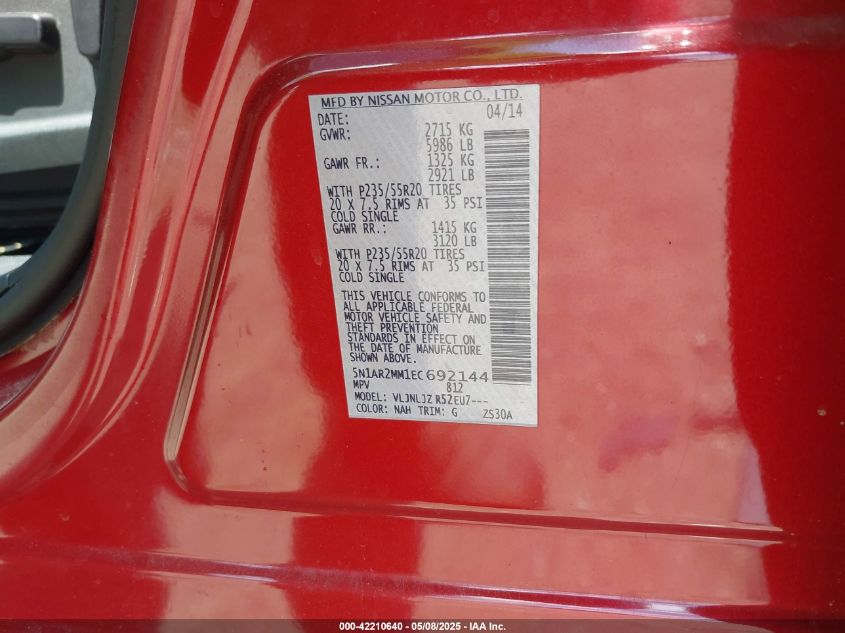 MFD BY NISSAN MOTOR CO., LTD.
DATE: 04/14
GVWR: 2715 KG
5986 LB
GAWR FR.: 1325 KG
2921 LB
WITH P235/55R20 TIRES
20 X 7.5 RIMS AT 35 PSI
COLD SINGLE
GAWR RR.: 1415 KG
3120 LB
WITH P235/55R20 TIRES
20 X 7.5 RIMS AT 35 PSI
COLD SINGLE
THIS VEHICLE CONFORMS TO
ALL APPLICABLE FEDERAL
MOTOR VEHICLE SAFETY AND
THEFT PREVENTION
STANDARDS IN EFFECT ON
THE DATE OF MANUFACTURE
SHOWN ABOVE.
5N1AR2MM1EC692144
MPV B12
MODEL: VLJNLJZ R52EU7---
COLOR: NAH TRIM: G ZS30A
000-42210640 - 05/08/2025 - IAA Inc.